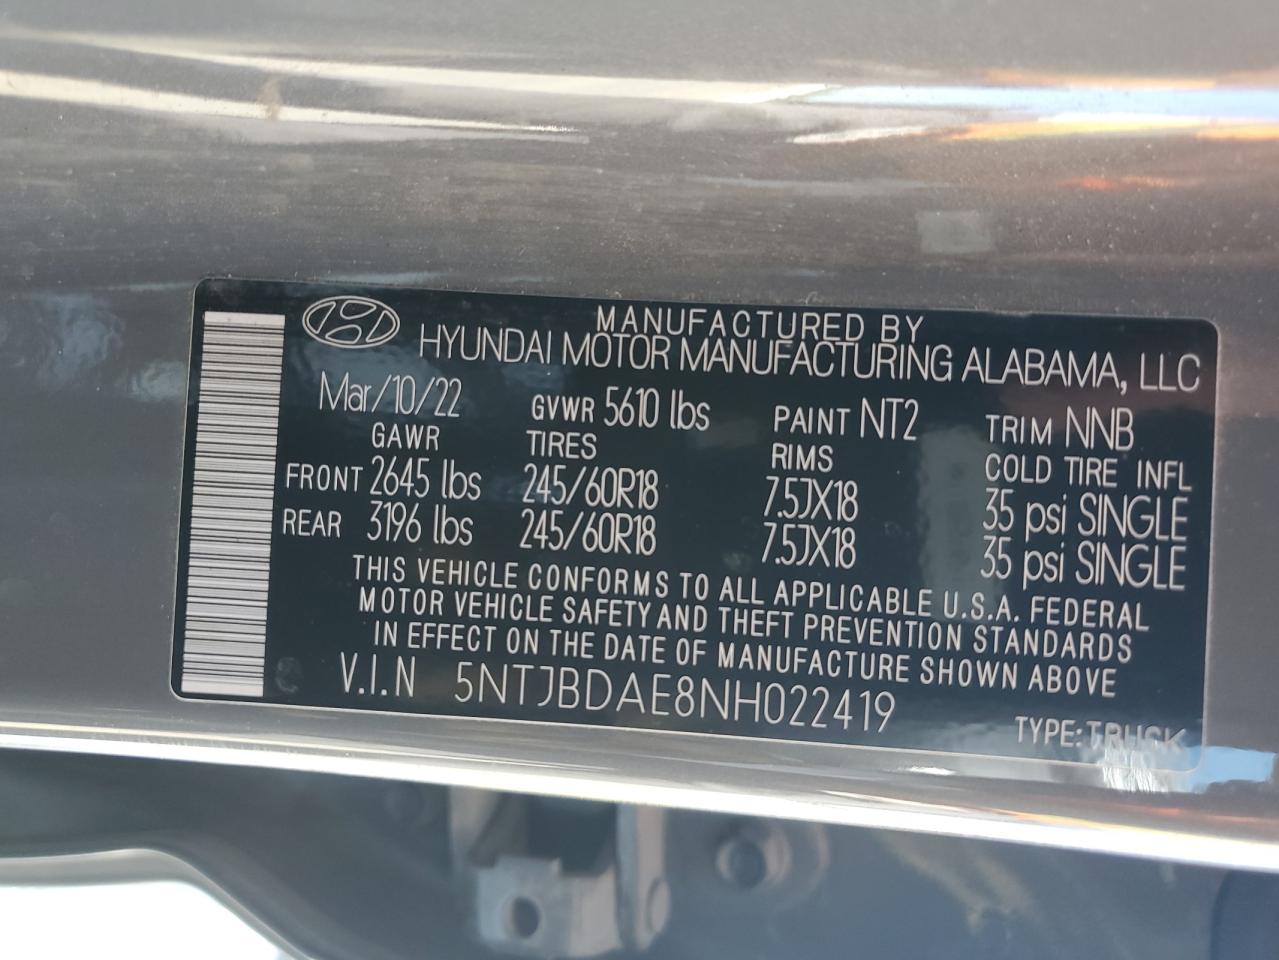 MANUFACTURED BY
HYUNDAI MOTOR MANUFACTURING ALABAMA, LLC
Mar/10/22 GVWR 5610 lbs PAINT NT2 TRIM NNB
GAWR TIRES RIMS COLD TIRE INFL
FRONT 2645 lbs 245/60R18 7.5JX18 35 psi SINGLE
REAR 3196 lbs 245/60R18 7.5JX18 35 psi SINGLE
THIS VEHICLE CONFORMS TO ALL APPLICABLE U.S.A. FEDERAL
MOTOR VEHICLE SAFETY AND THEFT PREVENTION STANDARDS
IN EFFECT ON THE DATE OF MANUFACTURE SHOWN ABOVE
V.I.N 5NTJBDAE8NH022419
TYPE: TRUCK